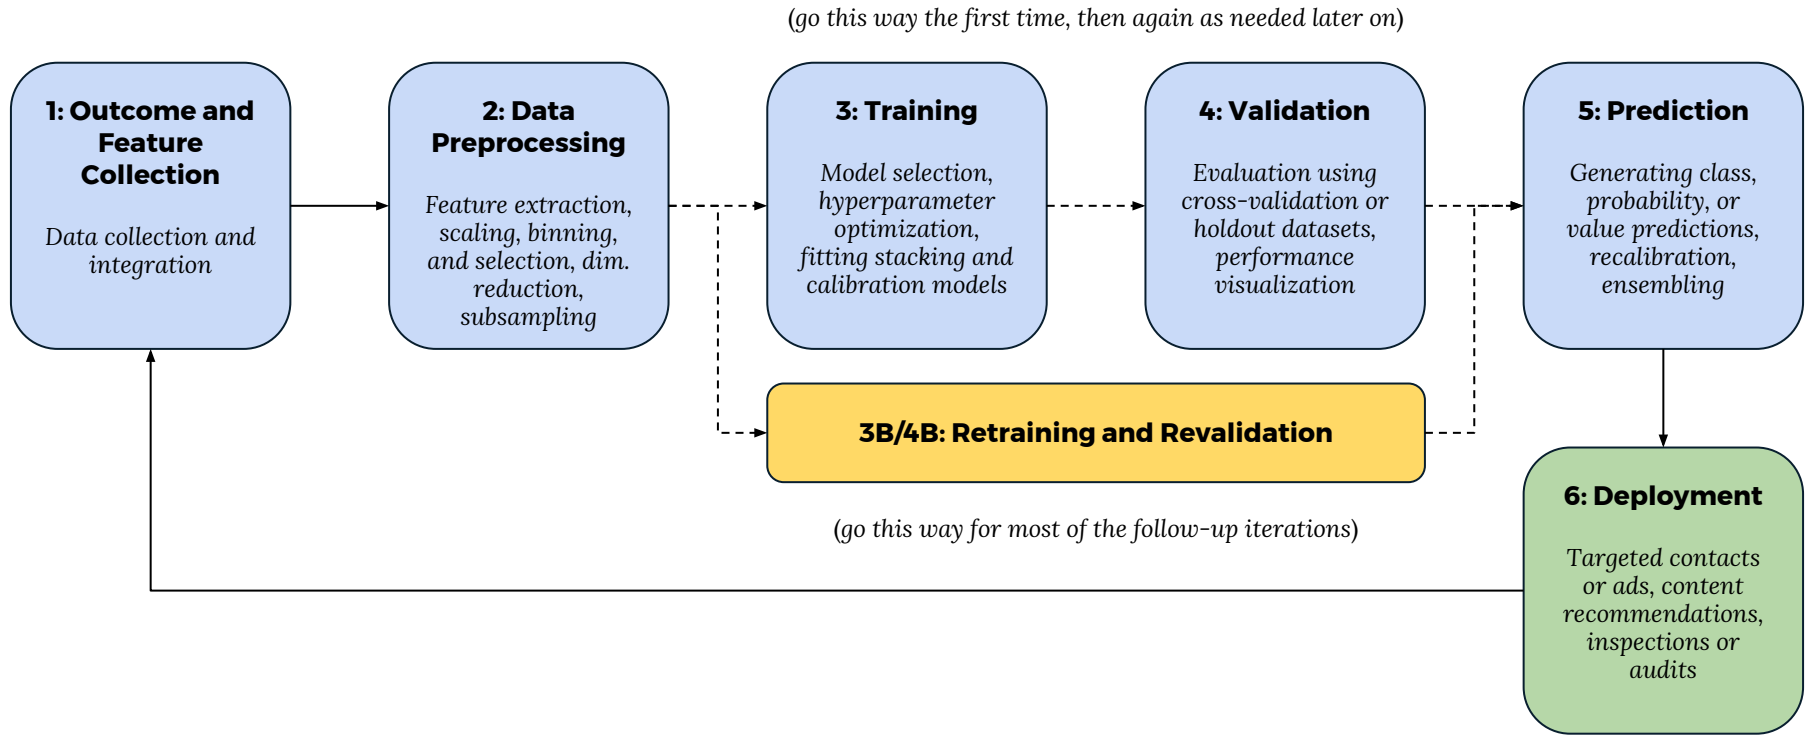 (go this way the first time, then again as needed later on)
1: Outcome and
Feature
Collection
Data collection and
integration
2: Data
Preprocessing
Feature extraction,
scaling, binning,
and selection, dim.
reduction,
subsampling
3: Training
Model selection,
hyperparameter
optimization,
fitting stacking and
calibration models
4: Validation
Evaluation using
cross-validation or
holdout datasets,
performance
visualization
5: Prediction
Generating class,
probability, or
value predictions,
recalibration,
ensembling
3B/4B: Retraining and Revalidation
(go this way for most of the follow-up iterations)
6: Deployment
Targeted contacts
or ads, content
recommendations,
inspections or
audits